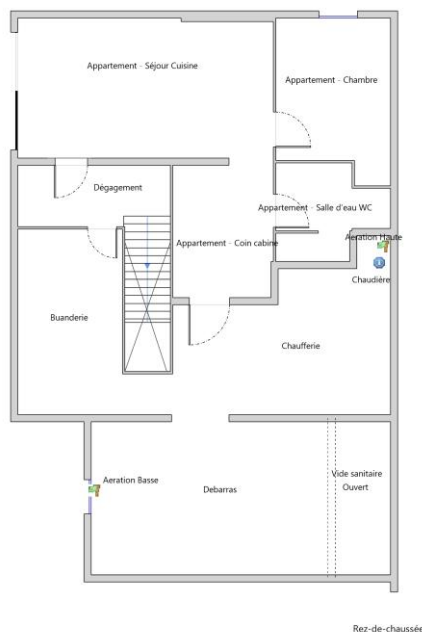 Appartement - Séjour Cuisine
Appartement - Chambre
Dégagement
Appartement - Salle d'eau WC
Appartement - Coin cabine
Aeration Haute
Chaudière
Buanderie
Chaufferie
Aeration Basse
Debarras
Vide sanitaire
Ouvert
Rez-de-chaussée